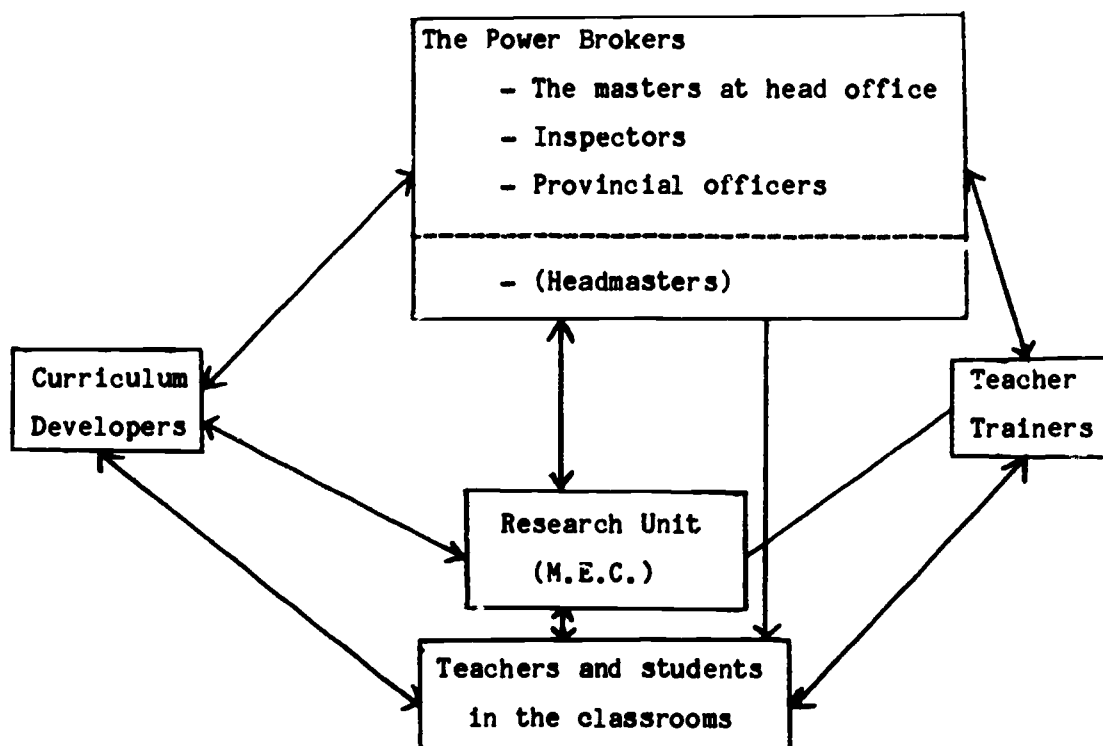 The Power Brokers
- The masters at head office
- Inspectors
- Provincial officers
- (Headmasters)
Curriculum
Developers
Teacher
Trainers
Research Unit
(M.E.C.)
Teachers and students
in the classrooms